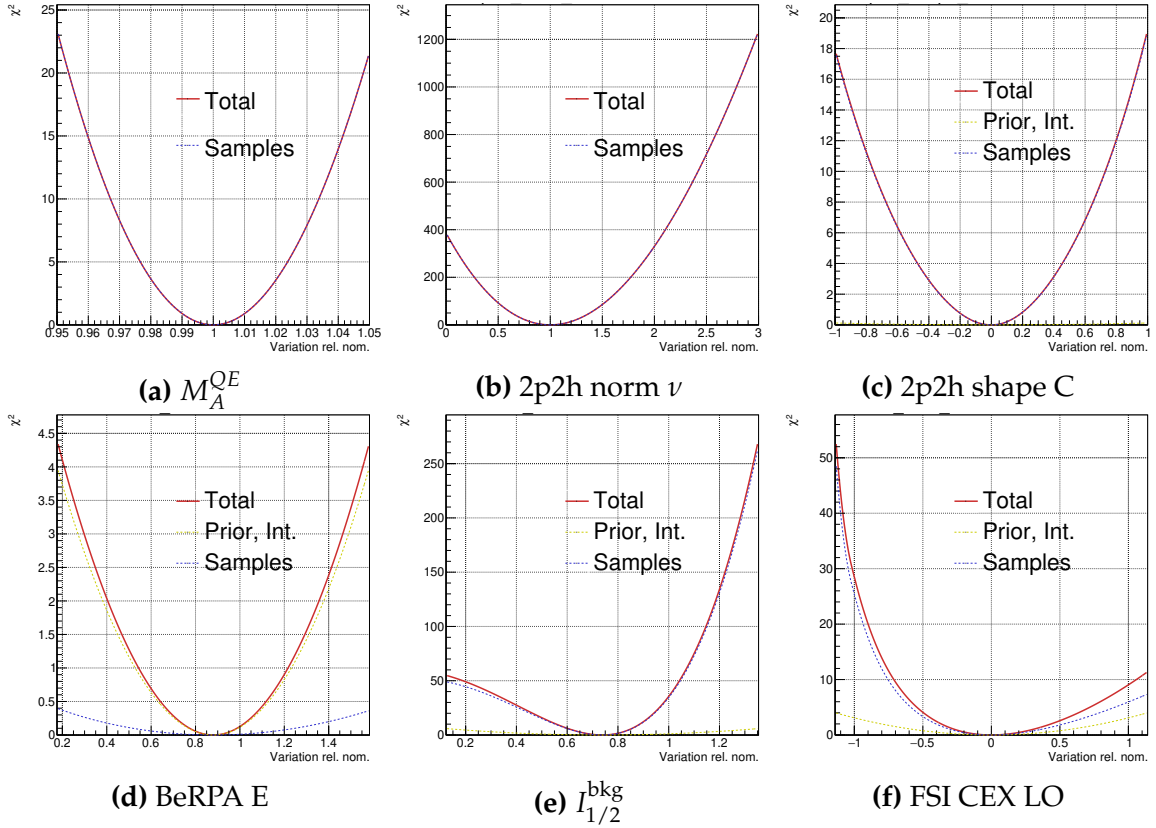 χ²
25
20
15
10
5
0
0.95 0.96 0.97 0.98 0.99 1 1.01 1.02 1.03 1.04 1.05
Variation rel. nom.
Total
Samples
(a) M_A^{QE}
χ²
1200
1000
800
600
400
200
0
0 0.5 1 1.5 2 2.5 3
Variation rel. nom.
Total
Samples
(b) 2p2h norm ν
χ²
20
18
16
14
12
10
8
6
4
2
0
−1 −0.8 −0.6 −0.4 −0.2 0 0.2 0.4 0.6 0.8 1
Variation rel. nom.
Total
Prior, Int.
Samples
(c) 2p2h shape C
χ²
4.5
4
3.5
3
2.5
2
1.5
1
0.5
0
0.2 0.4 0.6 0.8 1 1.2 1.4
Variation rel. nom.
Total
Prior, Int.
Samples
(d) BeRPA E
χ²
250
200
150
100
50
0
0.2 0.4 0.6 0.8 1 1.2
Variation rel. nom.
Total
Prior, Int.
Samples
(e) I_{1/2}^{bkg}
χ²
50
40
30
20
10
0
−1 −0.5 0 0.5 1
Variation rel. nom.
Total
Prior, Int.
Samples
(f) FSI CEX LO